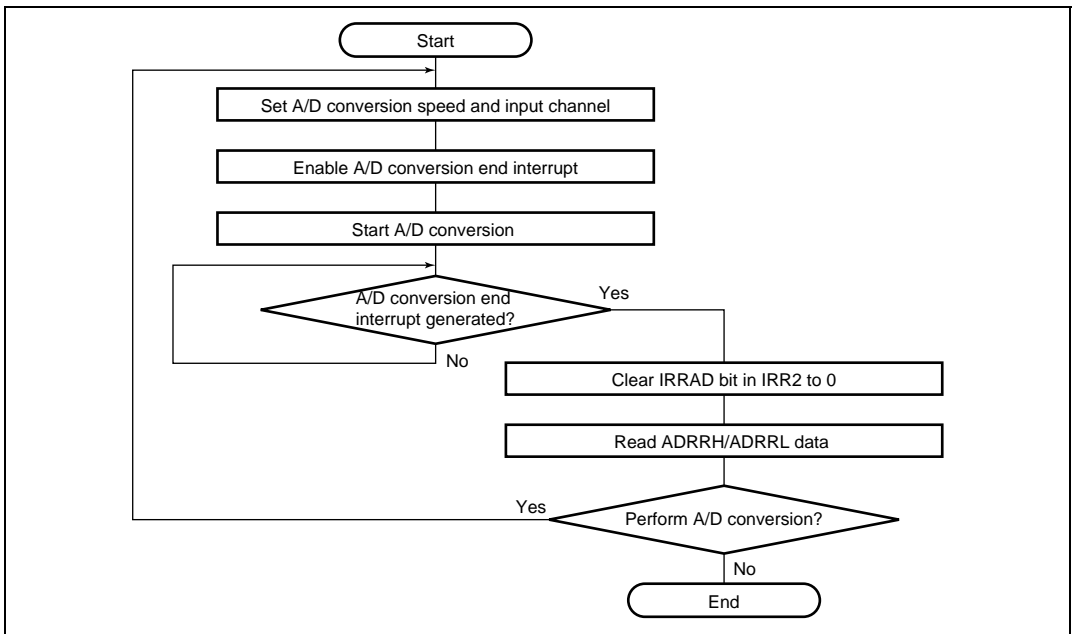 Start
Set A/D conversion speed and input channel
Enable A/D conversion end interrupt
Start A/D conversion
A/D conversion end
interrupt generated?
Yes
No
Clear IRRAD bit in IRR2 to 0
Read ADRRH/ADRRL data
Yes
Perform A/D conversion?
No
End